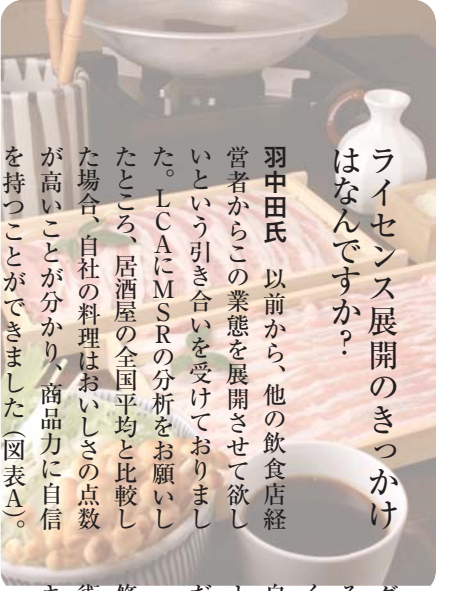 ライセンス展開のきっかけ
はなんですか?
羽中田氏　以前から、他の飲食店経
営者からこの業態を展開させて欲し
いという引き合いを受けておりまし
た。LCAにMSRの分析をお願いし
たところ、居酒屋の全国平均と比較し
た場合、自社の料理はおいしさの点数
が高いことが分かり、商品力に自信
を持つことができました(図表A)。